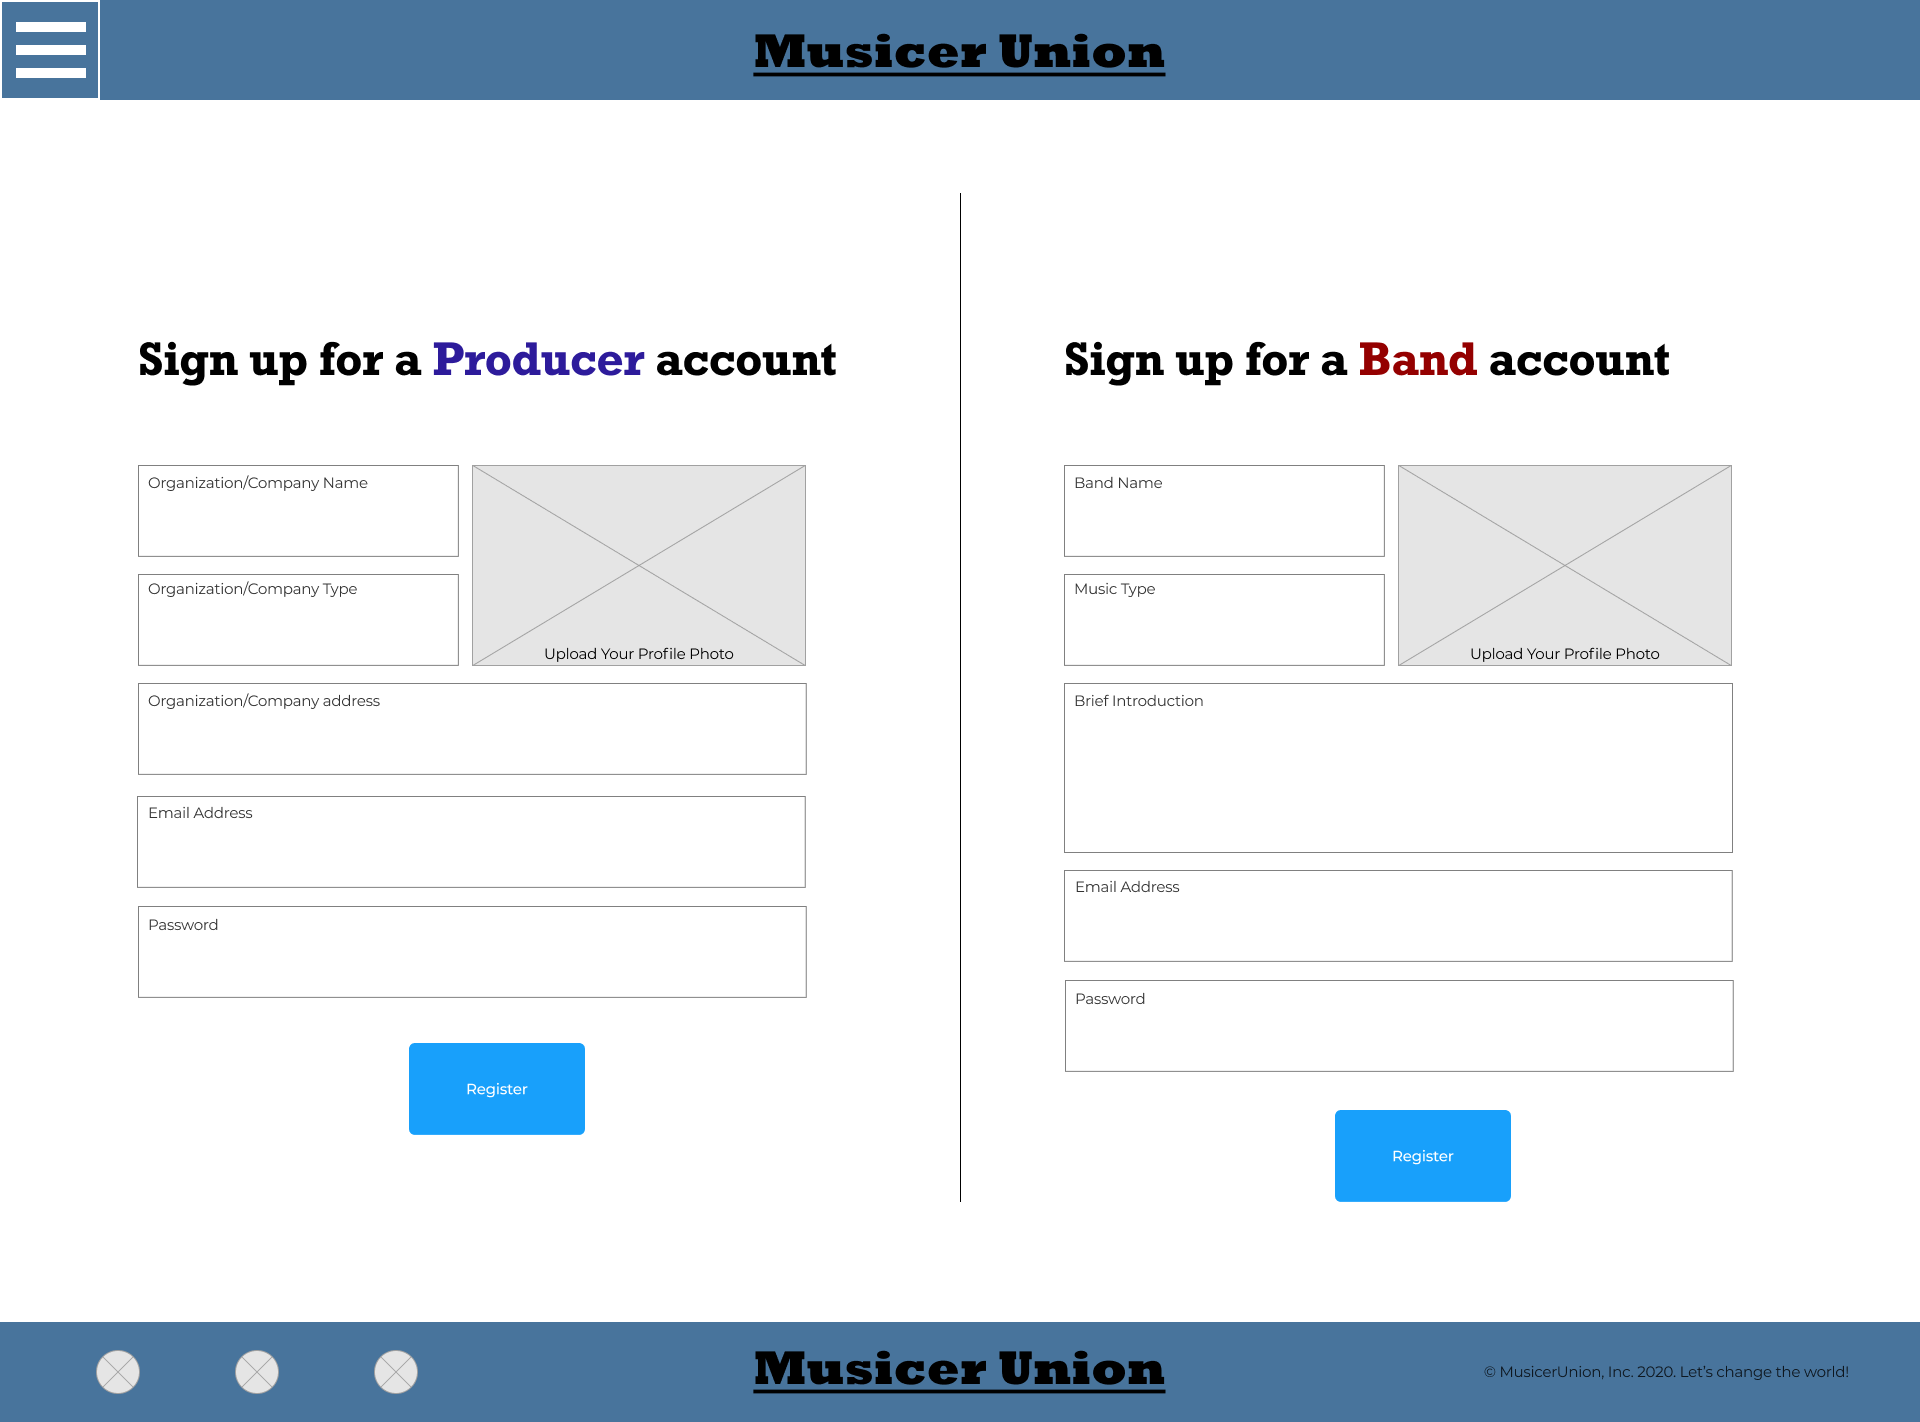 Musicer Union
Sign up for a Producer account
Organization/Company Name
Organization/Company Type
Upload Your Profile Photo
Organization/Company address
Email Address
Password
Register
Sign up for a Band account
Band Name
Music Type
Upload Your Profile Photo
Brief Introduction
Email Address
Password
Register
Musicer Union
© MusicerUnion, Inc. 2020. Let’s change the world!